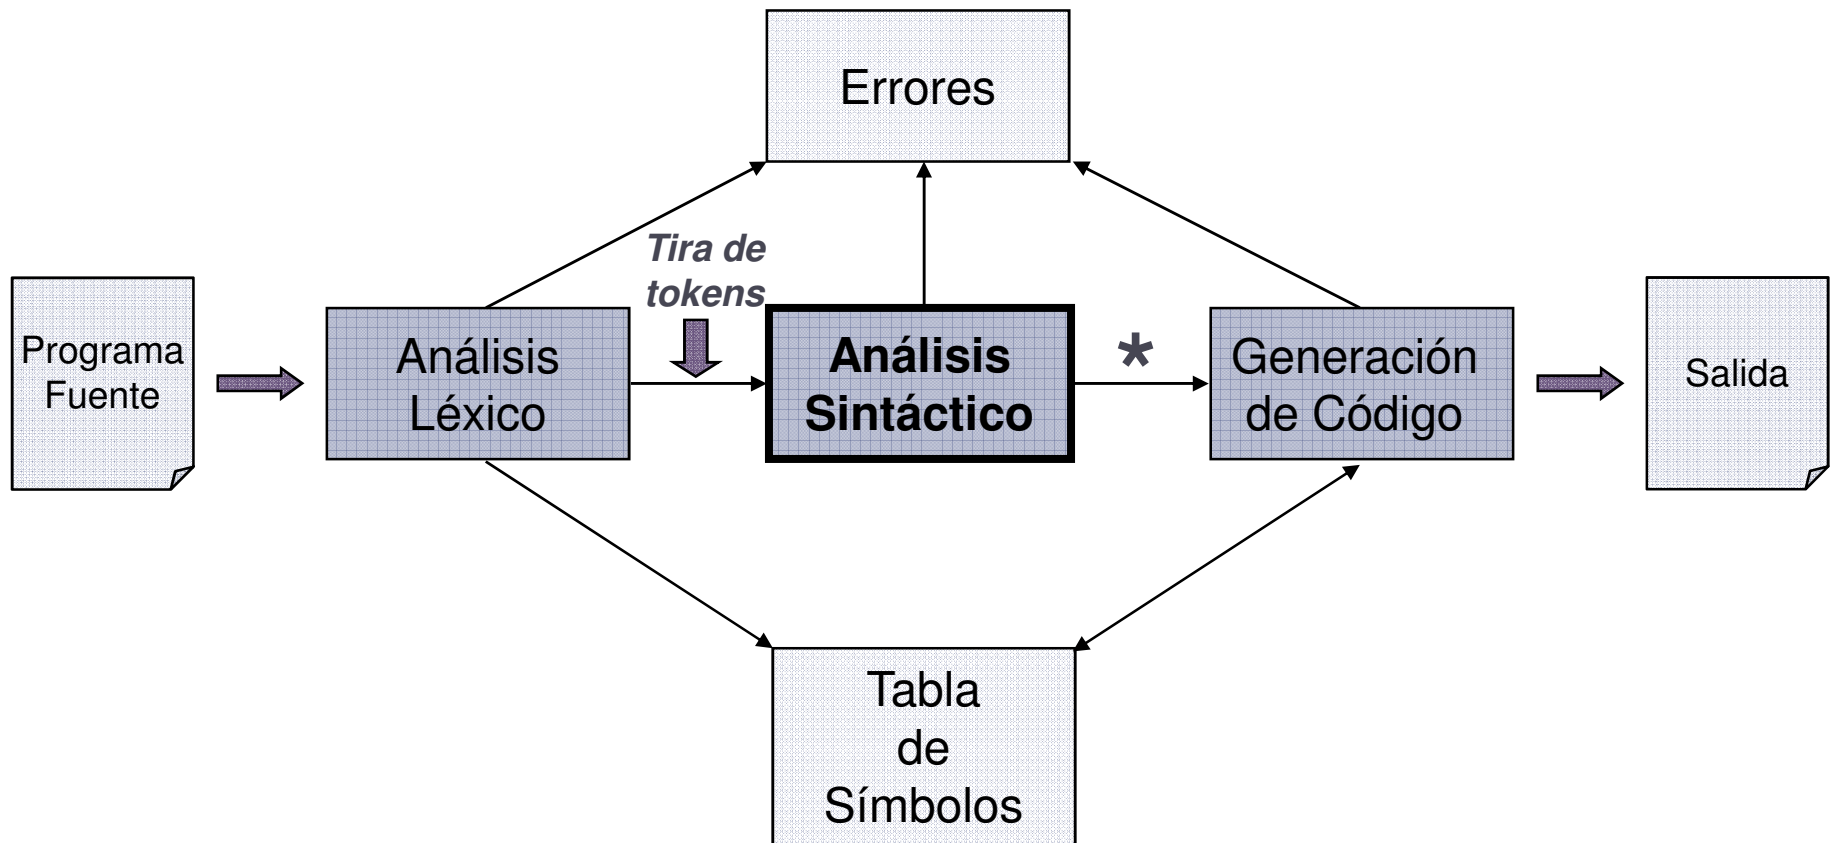 Errores
Tira de
tokens
Programa
Fuente
Análisis
Léxico
Análisis
Sintáctico
*
Generación
de Código
Salida
Tabla
de
Símbolos